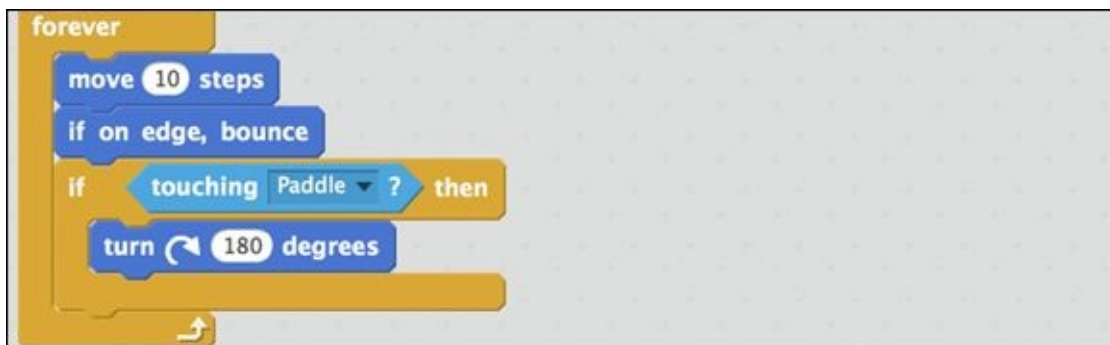 forever
move 10 steps
if on edge, bounce
if touching Paddle ? then
turn 180 degrees